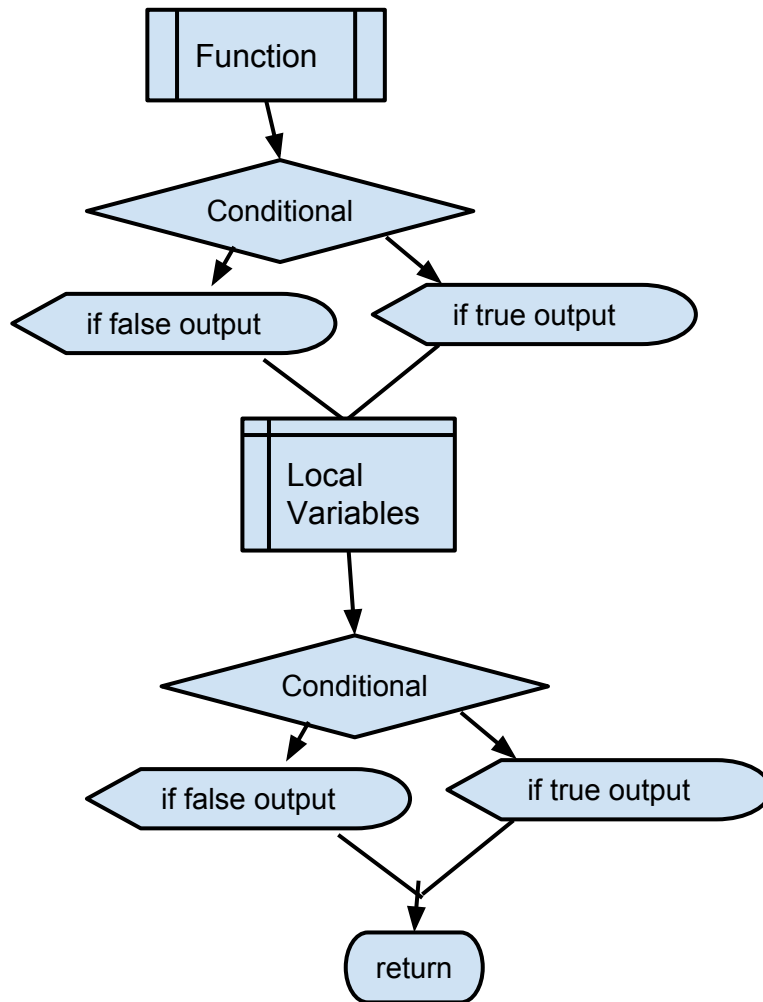 Function
Conditional
if false output
if true output
Local
Variables
Conditional
if false output
if true output
return